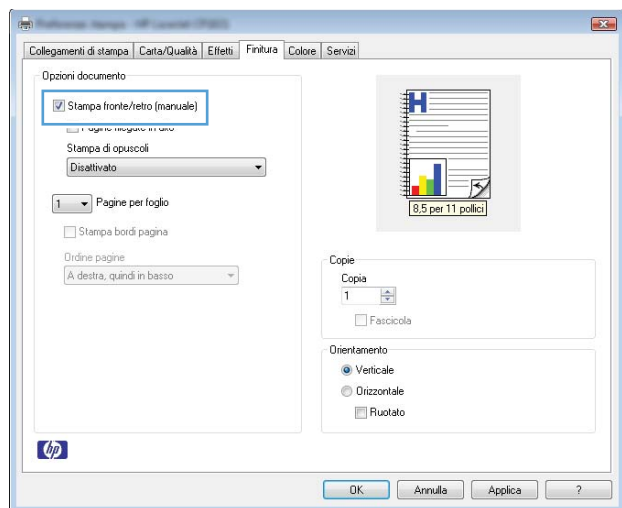 Collegamenti di stampa Carta/Qualità Effetti Finitura Colore Servizi
Opzioni documento
Stampa fronte/retro (manuale)
Stampa di opuscoli
Disattivato
1 Pagine per foglio
Stampa bordi pagina
Ordine pagine
A destra, quindi in basso
H
8,5 per 11 pollici
Copie
Copia
1
Fascicola
Orientamento
Verticale
Orizzontale
Ruotato
hp
OK Annulla Applica ?